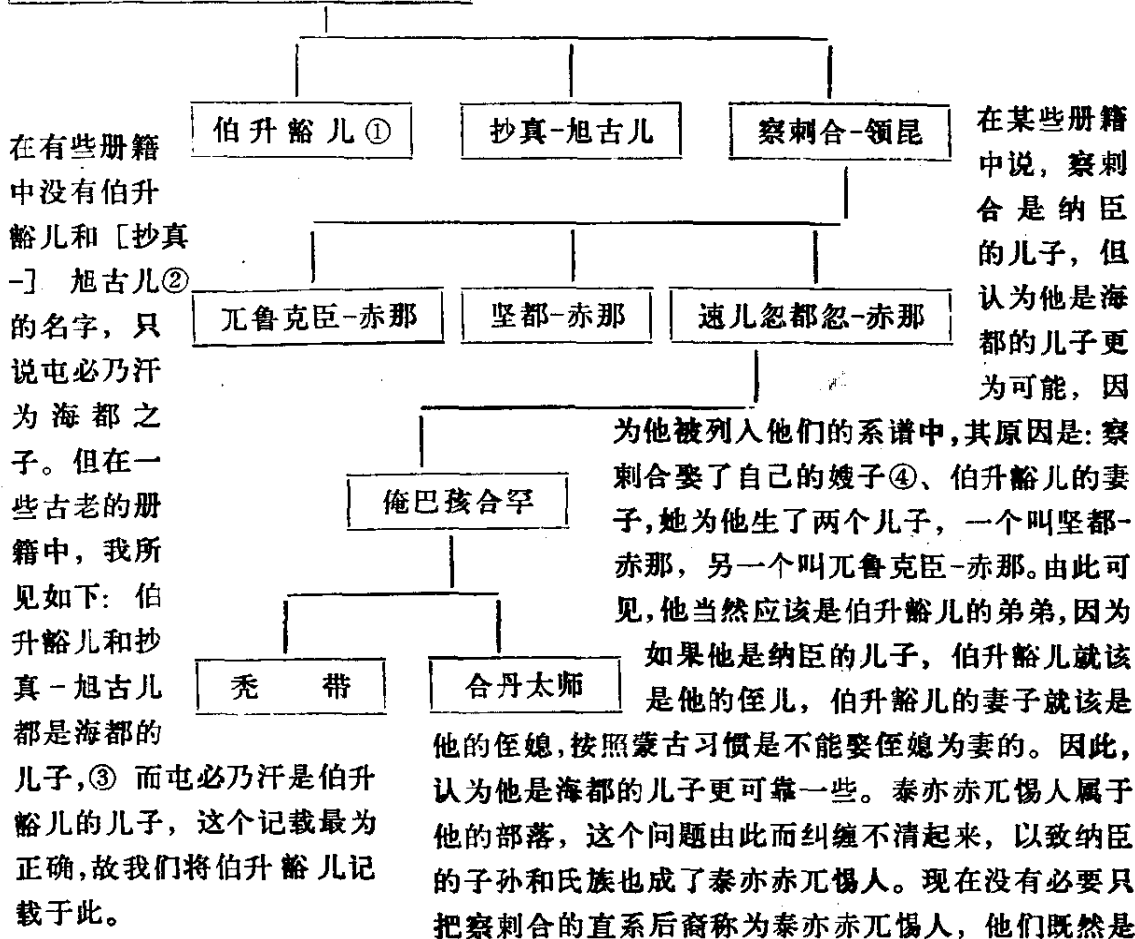 伯升豁儿①
抄真-旭古儿
察剌合-领昆
兀鲁克臣-赤那
坚都-赤那
速儿忽都忽-赤那
俺巴孩合罕
秃 带
合丹太师
在有些册籍
中没有伯升
豁儿和［抄真
-］ 旭古儿②
的名字，只
说屯必乃汗
为海都之
子。但在一
些古老的册
籍中，我所
见如下：伯
升豁儿和抄
真-旭古儿
都是海都的
儿子，③ 而屯必乃汗是伯升
豁儿的儿子，这个记载最为
正确，故我们将伯升豁儿记
载于此。
在某些册籍
中说，察剌
合是纳臣
的儿子，但
认为他是海
都的儿子更
为可能，因
为他被列入他们的系谱中，其原因是：察
剌合娶了自己的嫂子④、伯升豁儿的妻
子，她为他生了两个儿子，一个叫坚都-
赤那，另一个叫兀鲁克臣-赤那。由此可
见，他当然应该是伯升豁儿的弟弟，因为
如果他是纳臣的儿子，伯升豁儿就该
是他的侄儿，伯升豁儿的妻子就该是
他的侄媳，按照蒙古习惯是不能娶侄媳为妻的。因此，
认为他是海都的儿子更可靠一些。泰亦赤兀惕人属于
他的部落，这个问题由此而纠缠不清起来，以致纳臣
的子孙和氏族也成了泰亦赤兀惕人。现在没有必要只
把察剌合的直系后裔称为泰亦赤兀惕人，他们既然是